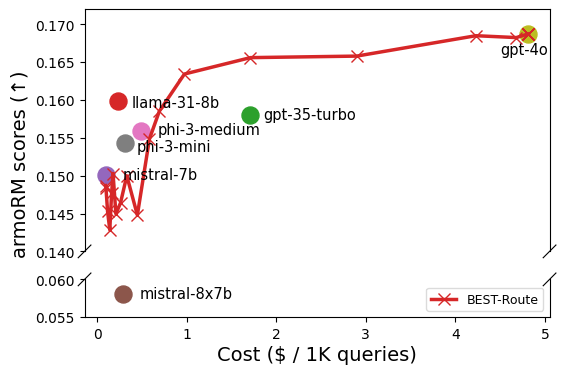 armoRM scores (↑)
0.170
0.165
0.160
0.155
0.150
0.145
0.140
0.060
0.055
gpt-4o
llama-31-8b
gpt-35-turbo
phi-3-medium
phi-3-mini
mistral-7b
mistral-8x7b
BEST-Route
0 1 2 3 4 5
Cost ($ / 1K queries)